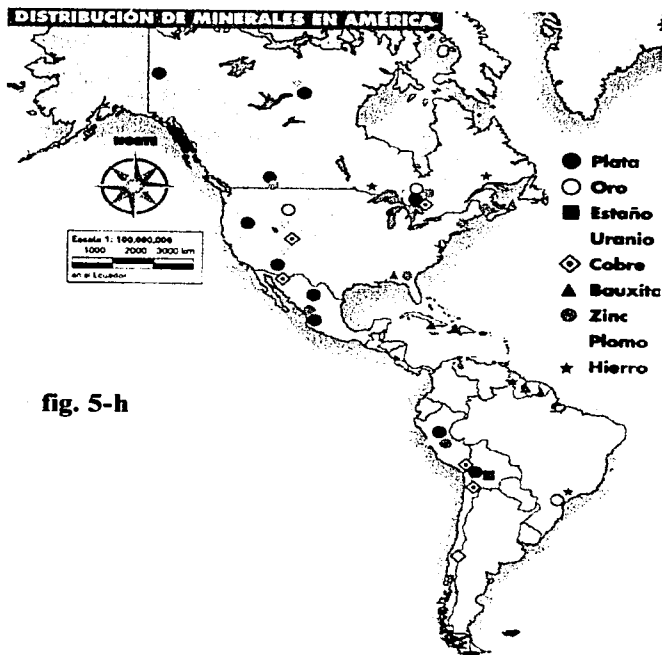 DISTRIBUCIÓN DE MINERALES EN AMÉRICA.
NORTE
Escala 1: 100,000,000
1000 2000 3000 km
en el Ecuador
Plata
Oro
Estaño
Uranio
Cobre
Bauxita
Zinc
Plomo
Hierro
fig. 5-h